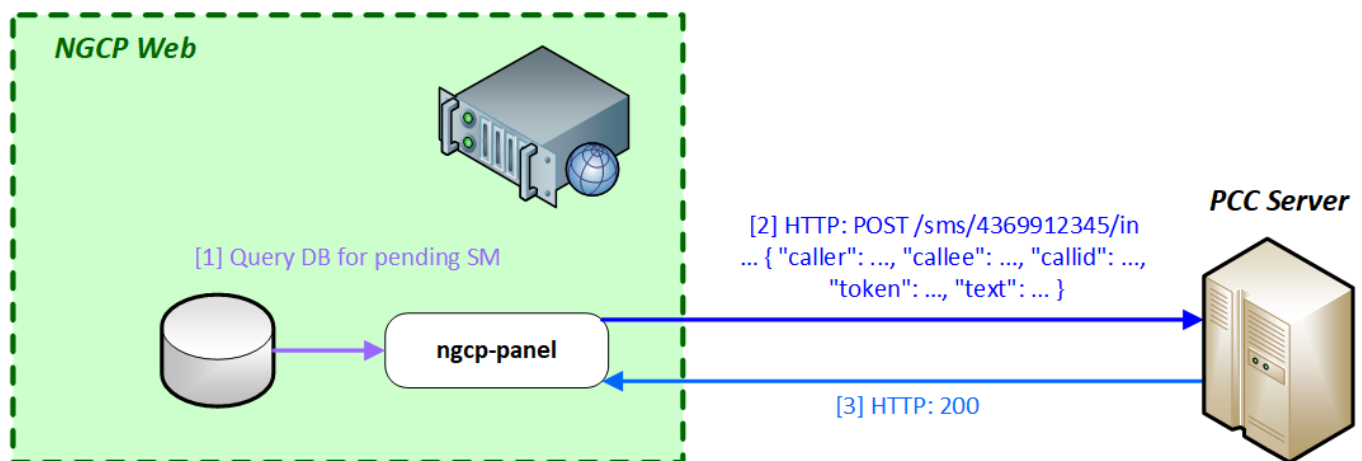 NGCP Web
[1] Query DB for pending SM
ngcp-panel
[2] HTTP: POST /sms/4369912345/in
... { "caller": ..., "callee": ..., "callid": ...,
"token": ..., "text": ... }
PCC Server
[3] HTTP: 200